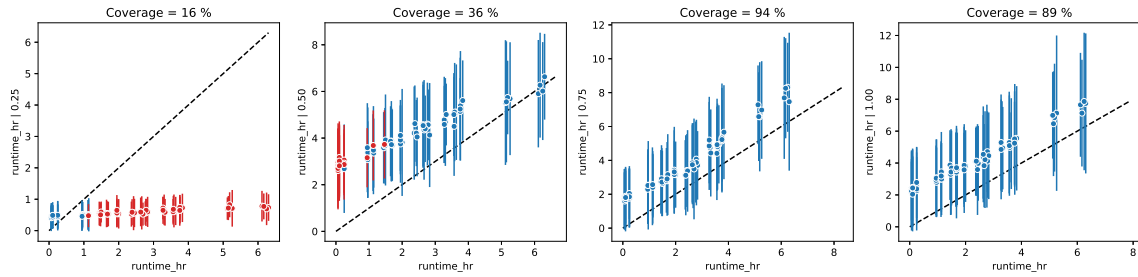 Coverage = 16 %
runtime_hr | 0.25
6
5
4
3
2
1
0
0 1 2 3 4 5 6
runtime_hr
Coverage = 36 %
runtime_hr | 0.50
8
6
4
2
0
0 1 2 3 4 5 6
runtime_hr
Coverage = 94 %
runtime_hr | 0.75
12
10
8
6
4
2
0
0 2 4 6 8
runtime_hr
Coverage = 89 %
runtime_hr | 1.00
12
10
8
6
4
2
0
0 2 4 6 8
runtime_hr